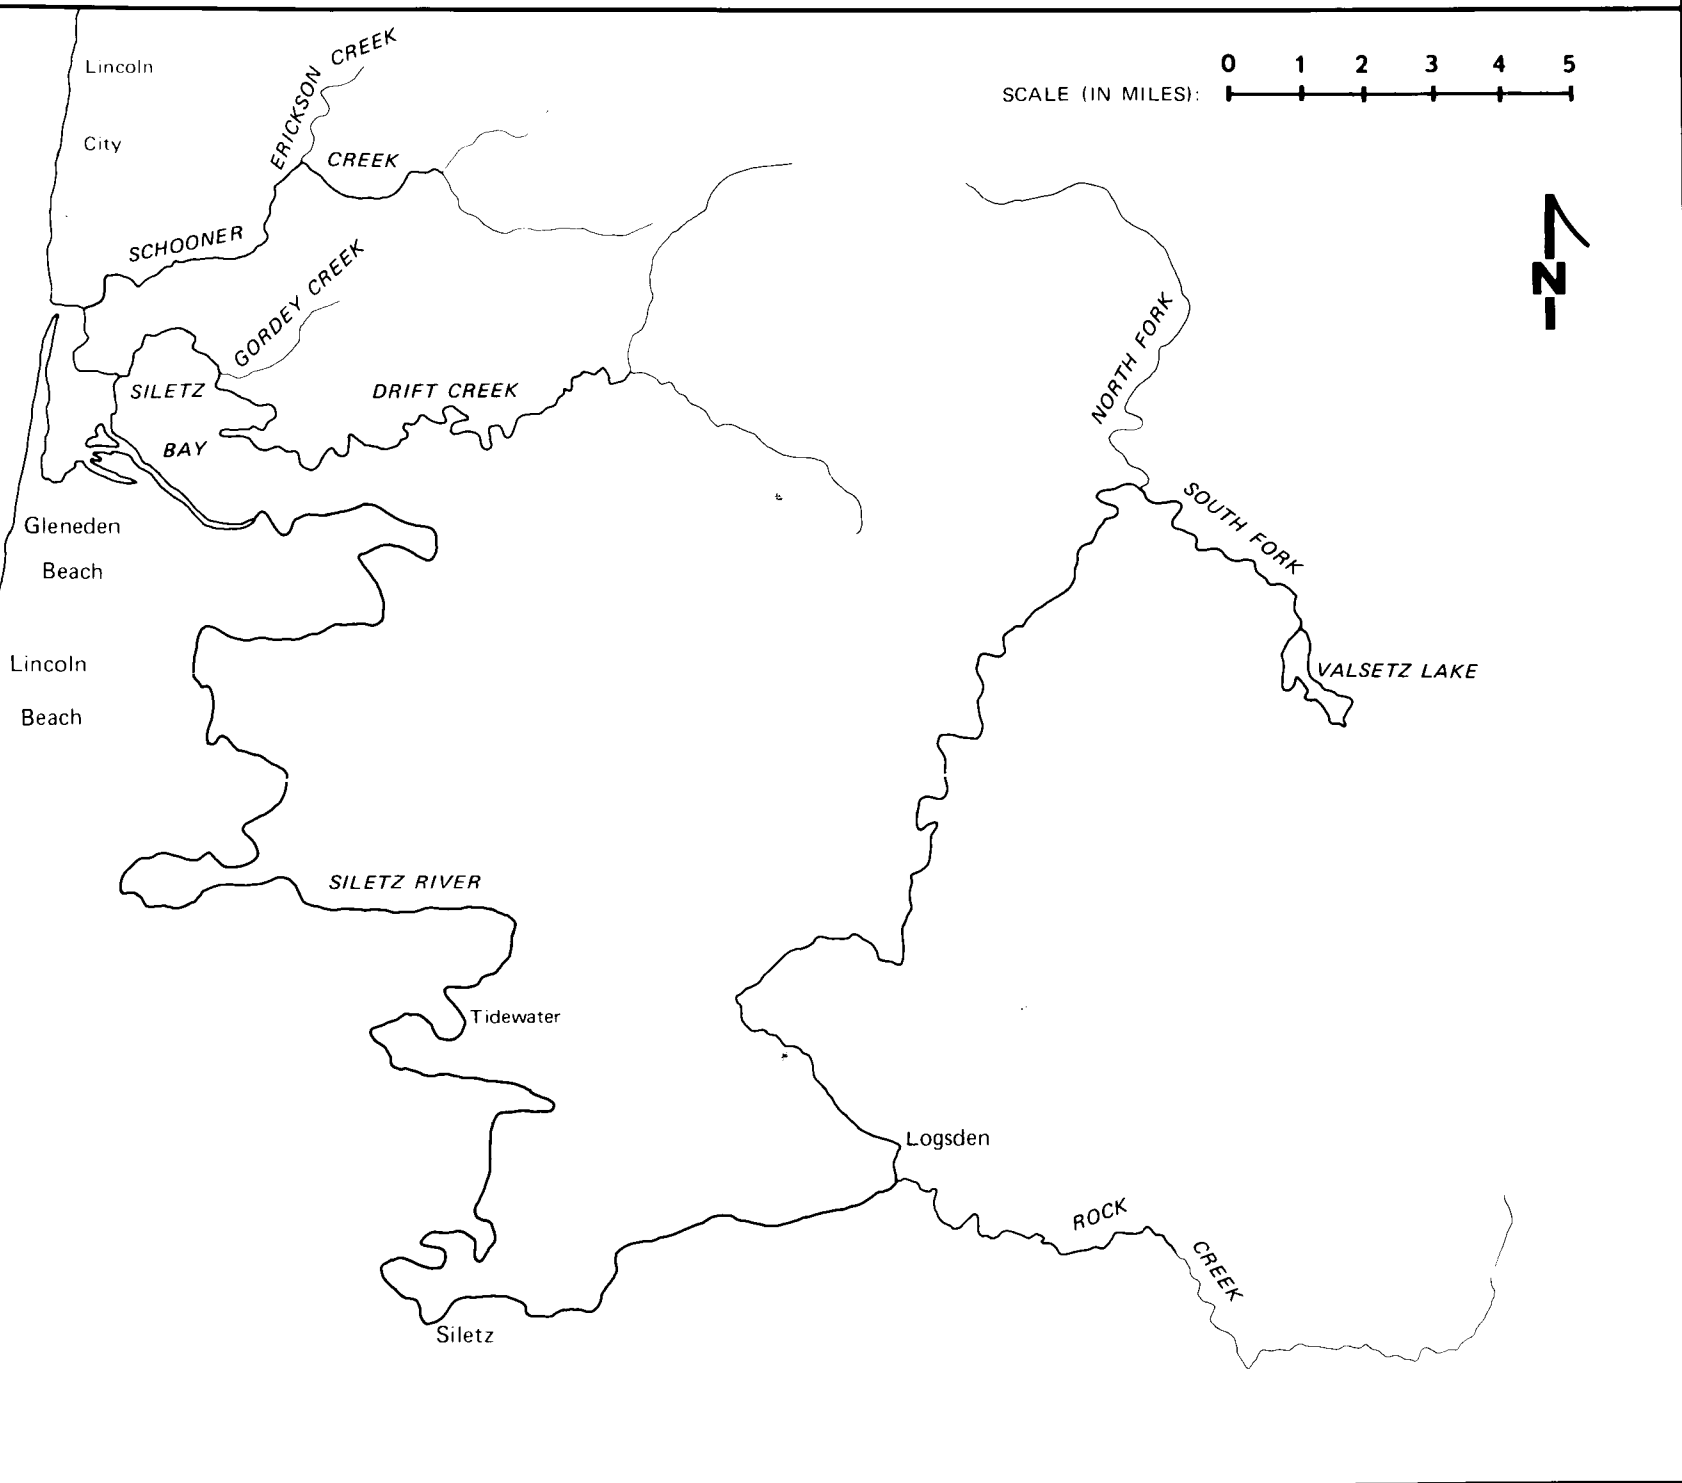 Lincoln
City
ERICKSON CREEK
SCHOONER CREEK
GORDEY CREEK
SCALE (IN MILES):
0 1 2 3 4 5
N
SILETZ
BAY
DRIFT CREEK
NORTH FORK
SOUTH FORK
Gleneden
Beach
Lincoln
Beach
VALSETZ LAKE
SILETZ RIVER
Tidewater
Logsden
ROCK
CREEK
Siletz